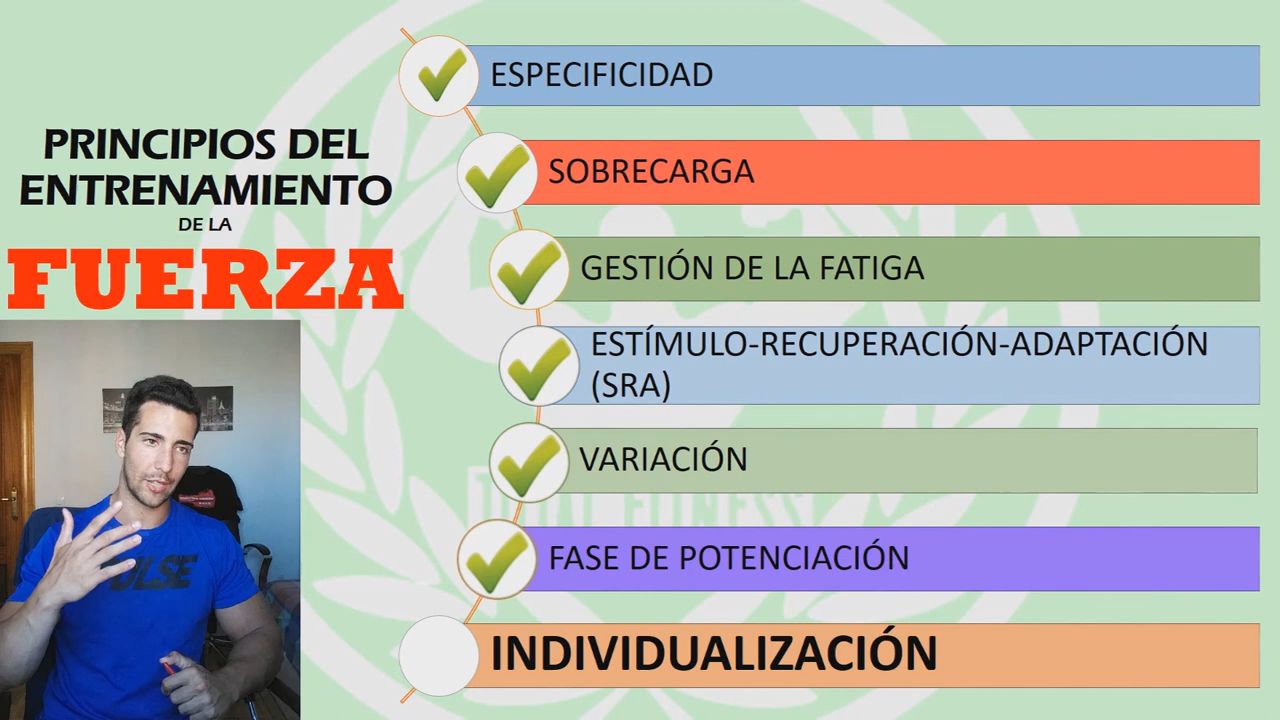 PRINCIPIOS DEL
ENTRENAMIENTO
DE LA
FUERZA
ESPECIFICIDAD
SOBRECARGA
GESTIÓN DE LA FATIGA
ESTÍMULO-RECUPERACIÓN-ADAPTACIÓN
(SRA)
VARIACIÓN
FASE DE POTENCIACIÓN
INDIVIDUALIZACIÓN
FITNESS